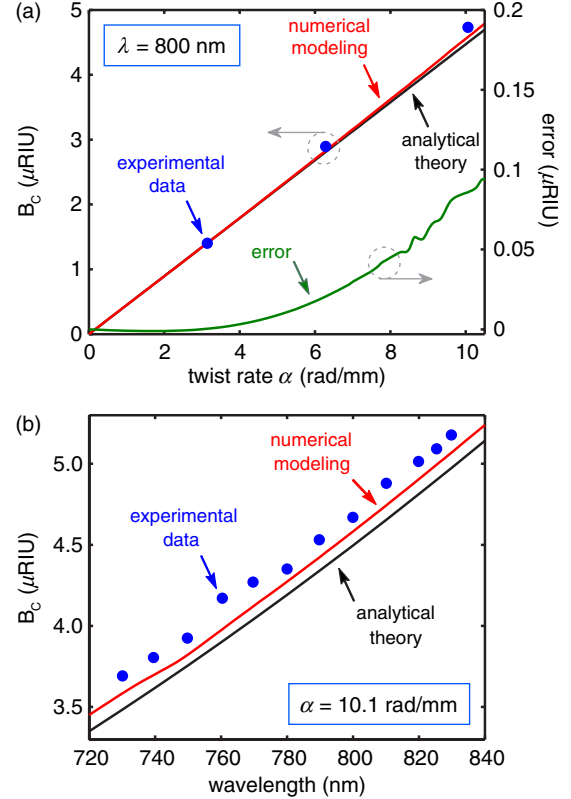 (a)
5
4
3
2
1
0
B_C (μRIU)
λ = 800 nm
numerical
modeling
analytical
theory
experimental
data
error
0.2
0.15
0.1
0.05
0
error (μRIU)
0 2 4 6 8 10
twist rate α (rad/mm)
(b)
5.0
4.5
4.0
3.5
B_C (μRIU)
numerical
modeling
experimental
data
analytical
theory
α = 10.1 rad/mm
720 740 760 780 800 820 840
wavelength (nm)